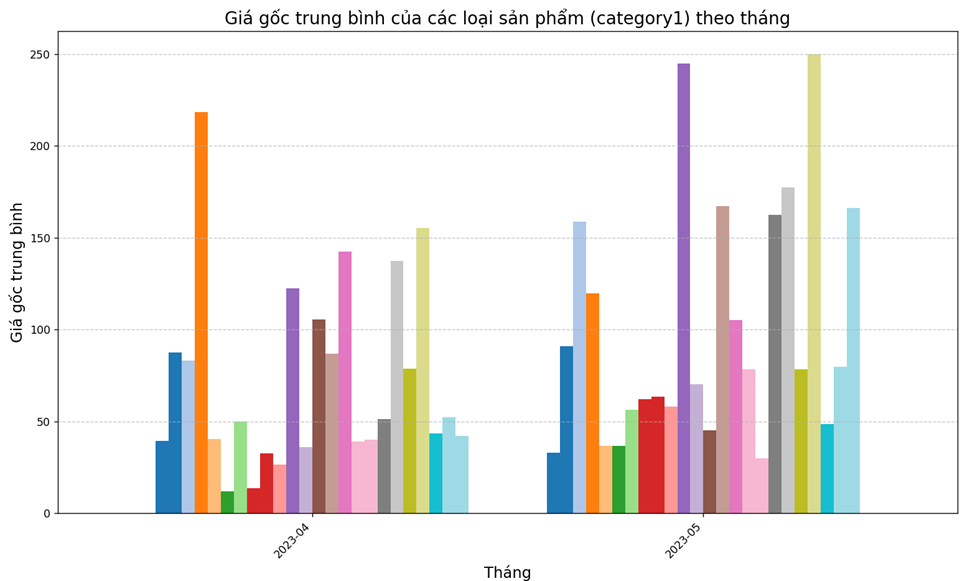 Giá gốc trung bình của các loại sản phẩm (category1) theo tháng
Giá gốc trung bình
250
200
150
100
50
0
2023-04
2023-05
Tháng